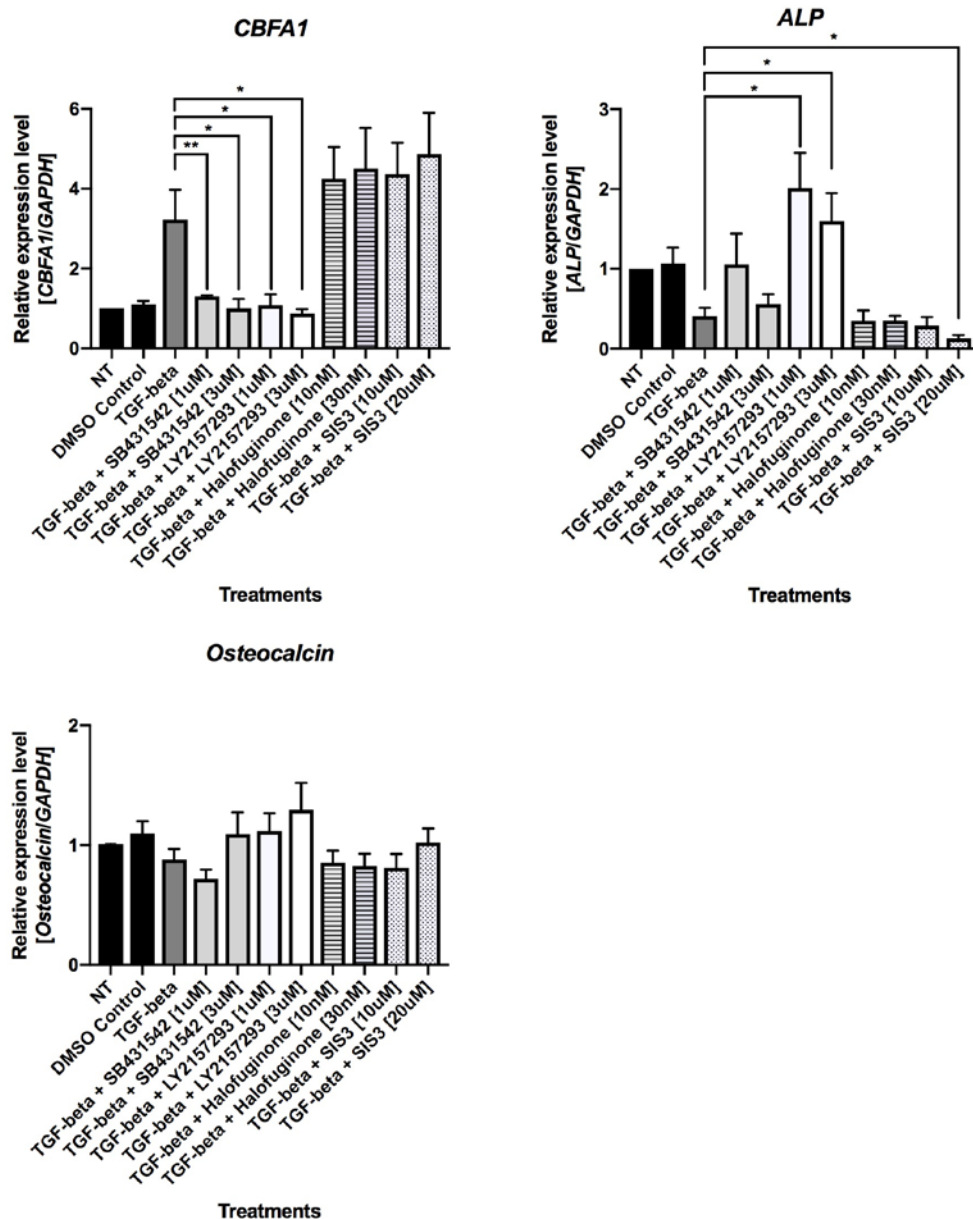 CBFA1
Relative expression level
[CBFA1/GAPDH]
6
4
2
0
*
*
*
**
NT
DMSO Control
TGF-beta
TGF-beta + SB431542 [1uM]
TGF-beta + SB431542 [3uM]
TGF-beta + LY2157293 [1uM]
TGF-beta + LY2157293 [3uM]
TGF-beta + Halofuginone [10nM]
TGF-beta + Halofuginone [30nM]
TGF-beta + SIS3 [10uM]
TGF-beta + SIS3 [20uM]
Treatments
ALP
Relative expression level
[ALP/GAPDH]
3
2
1
0
*
*
*
NT
DMSO Control
TGF-beta
TGF-beta + SB431542 [1uM]
TGF-beta + SB431542 [3uM]
TGF-beta + LY2157293 [1uM]
TGF-beta + LY2157293 [3uM]
TGF-beta + Halofuginone [10nM]
TGF-beta + Halofuginone [30nM]
TGF-beta + SIS3 [10uM]
TGF-beta + SIS3 [20uM]
Treatments
Osteocalcin
Relative expression level
[Osteocalcin/GAPDH]
2
1
0
NT
DMSO Control
TGF-beta
TGF-beta + SB431542 [1uM]
TGF-beta + SB431542 [3uM]
TGF-beta + LY2157293 [1uM]
TGF-beta + LY2157293 [3uM]
TGF-beta + Halofuginone [10nM]
TGF-beta + Halofuginone [30nM]
TGF-beta + SIS3 [10uM]
TGF-beta + SIS3 [20uM]
Treatments